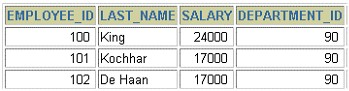 EMPLOYEE_ID LAST_NAME SALARY DEPARTMENT_ID
100 King 24000 90
101 Kochhar 17000 90
102 De Haan 17000 90